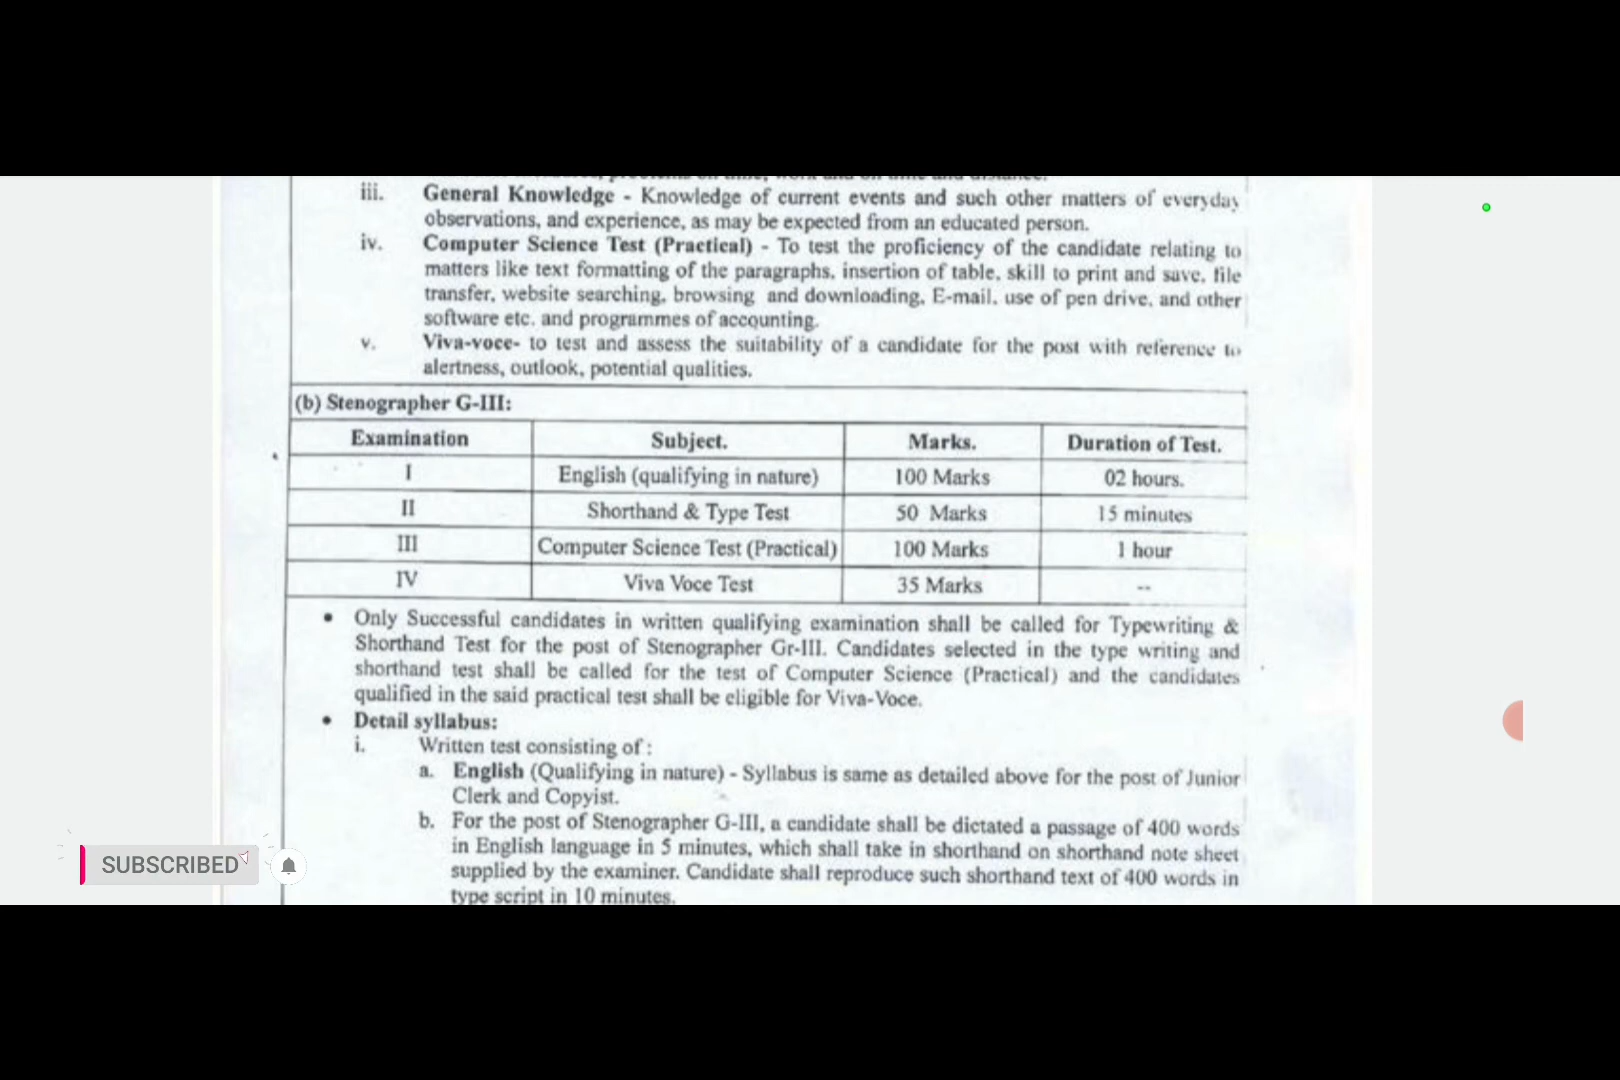 iii. General Knowledge - Knowledge of current events and such other matters of everyday
observations, and experience, as may be expected from an educated person.
iv. Computer Science Test (Practical) - To test the proficiency of the candidate relating to
matters like text formatting of the paragraphs, insertion of table, skill to print and save, file
transfer, website searching, browsing and downloading, E-mail, use of pen drive, and other
software etc. and programmes of accounting.
v. Viva-voce- to test and assess the suitability of a candidate for the post with reference to
alertness, outlook, potential qualities.
(b) Stenographer G-III:
Examination Subject. Marks. Duration of Test.
I English (qualifying in nature) 100 Marks 02 hours.
II Shorthand & Type Test 50 Marks 15 minutes
III Computer Science Test (Practical) 100 Marks 1 hour
IV Viva Voce Test 35 Marks --
• Only Successful candidates in written qualifying examination shall be called for Typewriting &
Shorthand Test for the post of Stenographer Gr-III. Candidates selected in the type writing and
shorthand test shall be called for the test of Computer Science (Practical) and the candidates
qualified in the said practical test shall be eligible for Viva-Voce.
• Detail syllabus:
i. Written test consisting of :
a. English (Qualifying in nature) - Syllabus is same as detailed above for the post of Junior
Clerk and Copyist.
b. For the post of Stenographer G-III, a candidate shall be dictated a passage of 400 words
in English language in 5 minutes, which shall take in shorthand on shorthand note sheet
supplied by the examiner. Candidate shall reproduce such shorthand text of 400 words in
type script in 10 minutes.
SUBSCRIBED